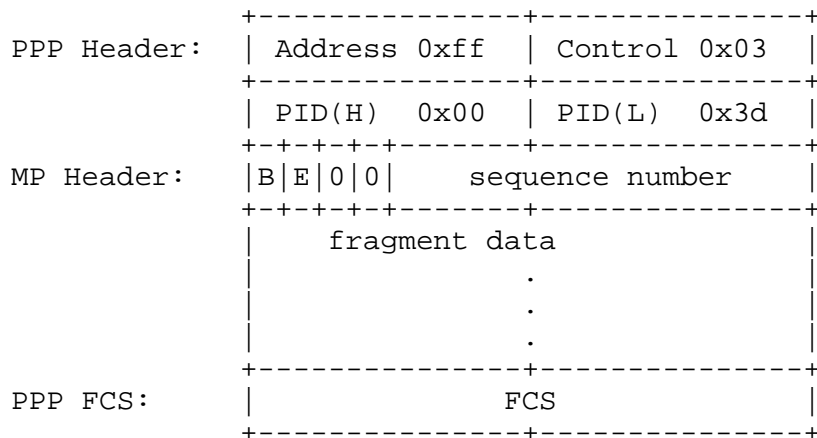 +---------------+---------------+
PPP Header:   | Address 0xff  | Control 0x03  |
              +---------------+---------------+
              | PID(H)  0x00  | PID(L)  0x3d  |
              +-+-+-+-+-------+---------------+
MP Header:    |B|E|0|0|    sequence number    |
              +-+-+-+-+-------+---------------+
              |    fragment data              |
              |               .               |
              |               .               |
              |               .               |
              +---------------+---------------+
PPP FCS:      |              FCS              |
              +---------------+---------------+